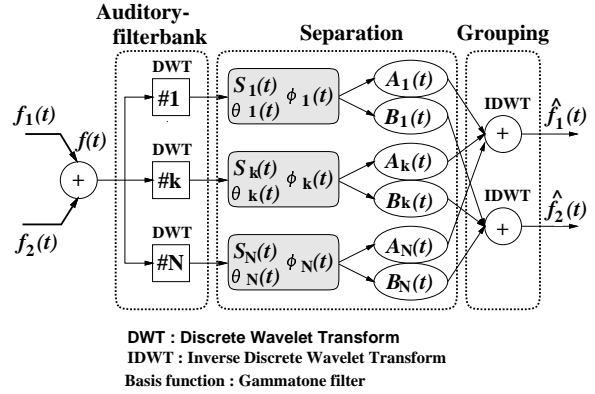 Auditory-
filterbank
Separation
Grouping
DWT
#1
S1(t)
θ1(t)
ϕ1(t)
A1(t)
B1(t)
f1(t)
f(t)
+
f2(t)
DWT
#k
Sk(t)
θk(t)
ϕk(t)
Ak(t)
Bk(t)
DWT
#N
SN(t)
θN(t)
ϕN(t)
AN(t)
BN(t)
IDWT
+
f̂1(t)
IDWT
+
f̂2(t)
DWT : Discrete Wavelet Transform
IDWT : Inverse Discrete Wavelet Transform
Basis function : Gammatone filter